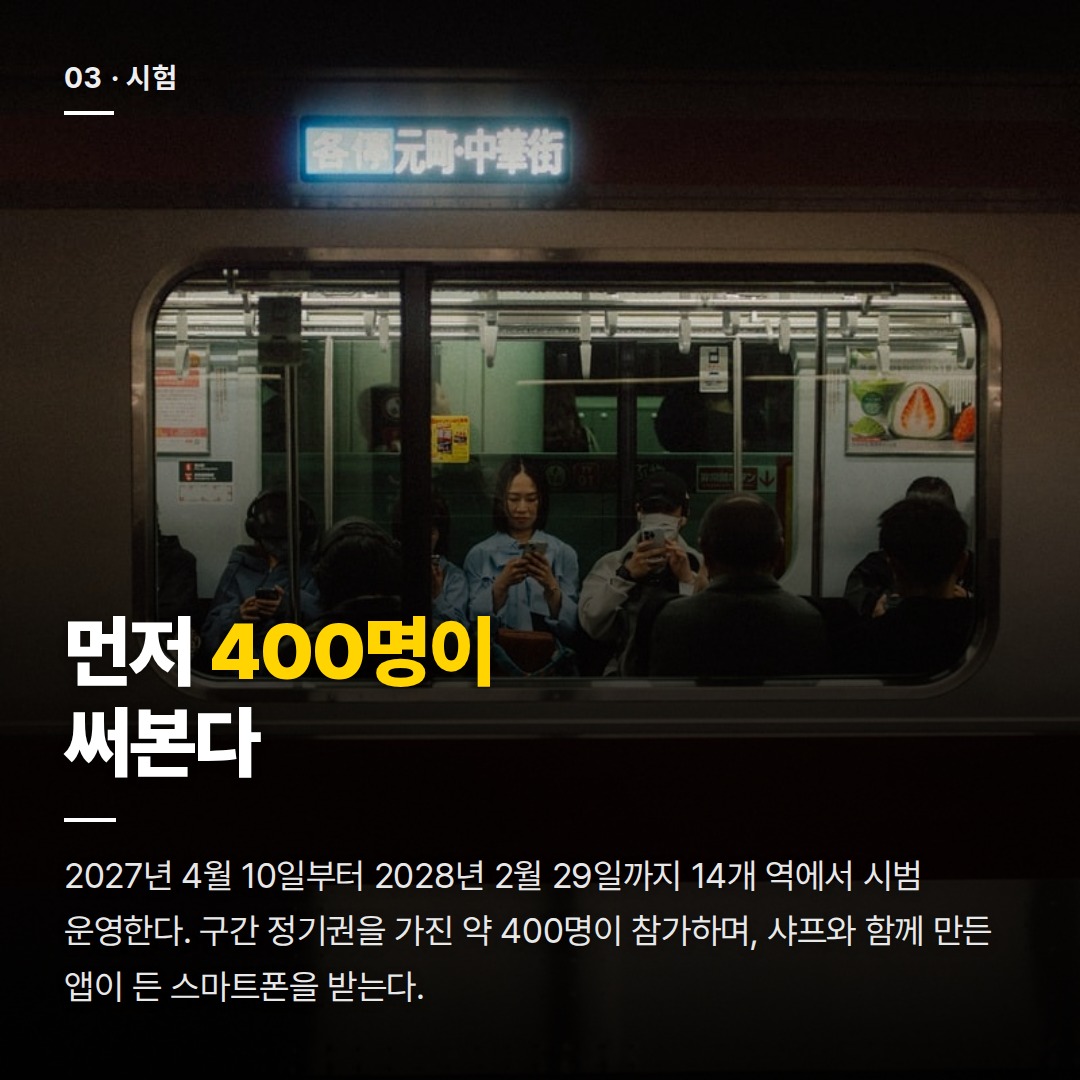 03 · 시험
各停 元町・中華街
먼저 400명이
써본다
2027년 4월 10일부터 2028년 2월 29일까지 14개 역에서 시범
운영한다. 구간 정기권을 가진 약 400명이 참가하며, 샤프와 함께 만든
앱이 든 스마트폰을 받는다.